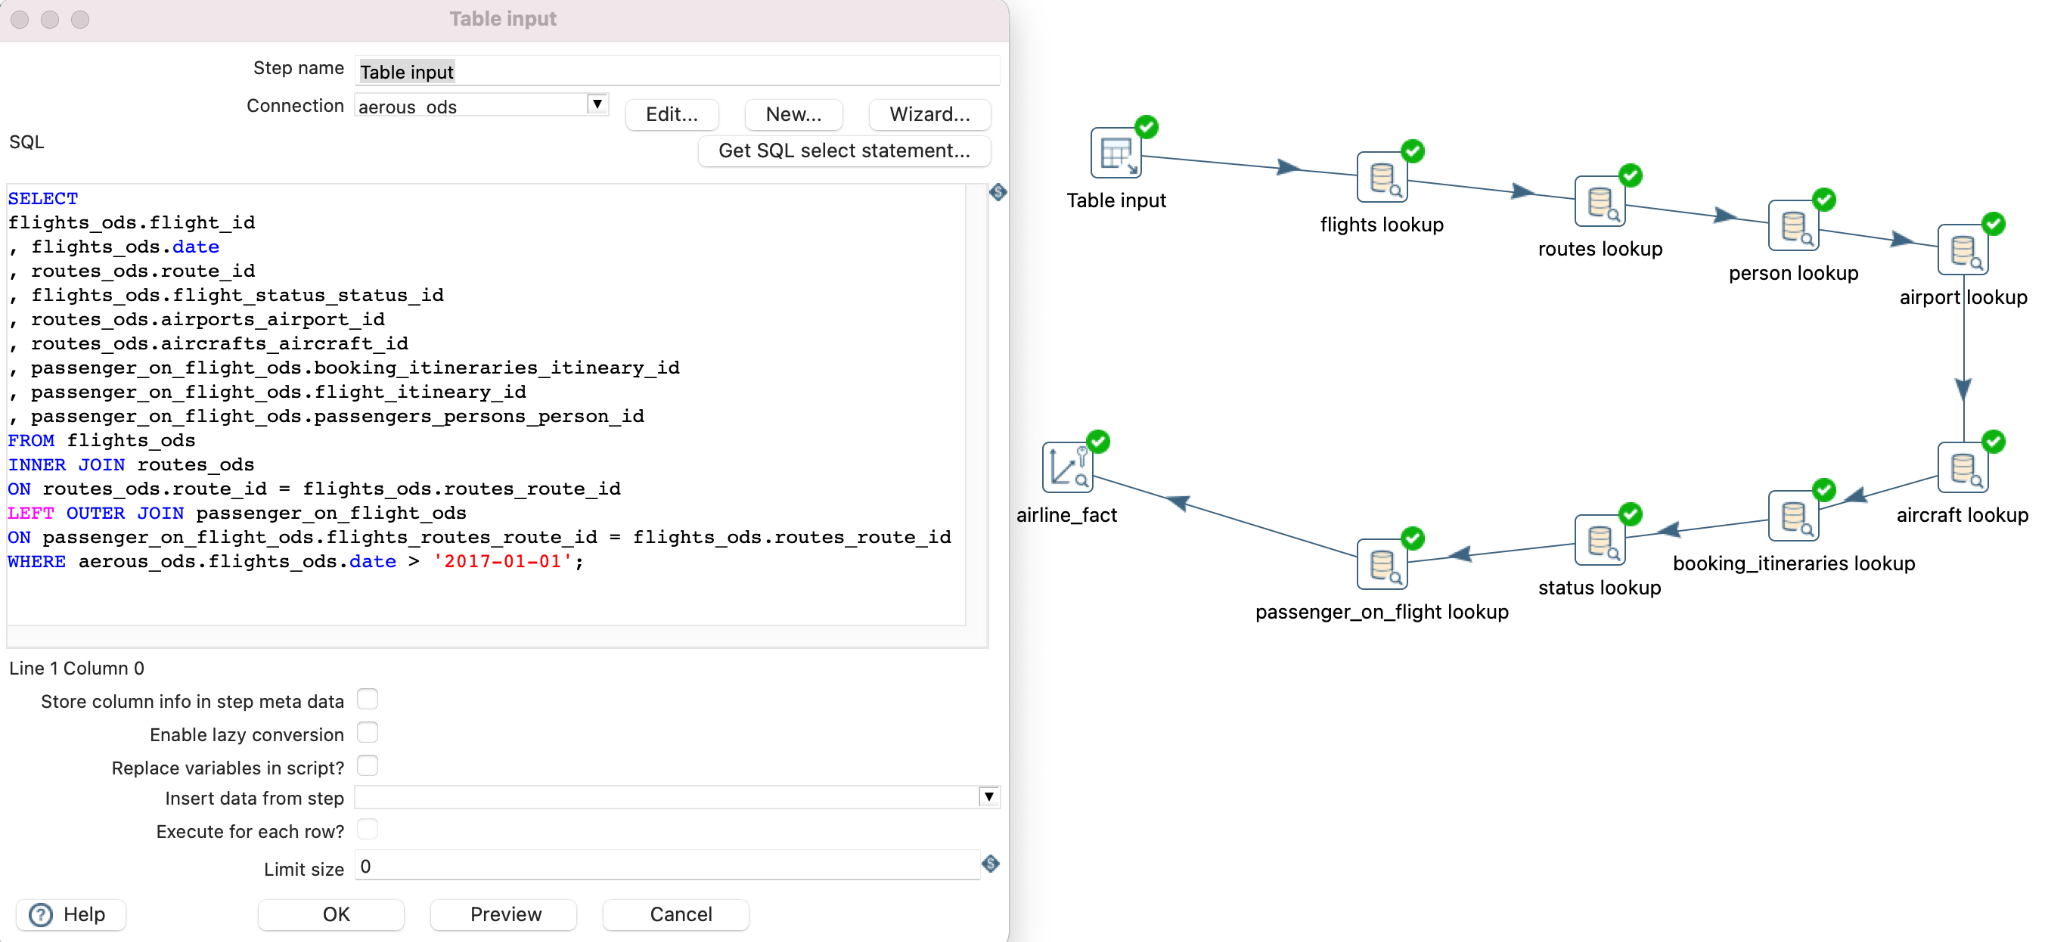 Table input
Step name Table input
Connection aerous_ods Edit... New... Wizard...
SQL Get SQL select statement...
SELECT
flights_ods.flight_id
, flights_ods.date
, routes_ods.route_id
, flights_ods.flight_status_status_id
, routes_ods.airports_airport_id
, routes_ods.aircrafts_aircraft_id
, passenger_on_flight_ods.booking_itineraries_itineary_id
, passenger_on_flight_ods.flight_itineary_id
, passenger_on_flight_ods.passengers_persons_person_id
FROM flights_ods
INNER JOIN routes_ods
ON routes_ods.route_id = flights_ods.routes_route_id
LEFT OUTER JOIN passenger_on_flight_ods
ON passenger_on_flight_ods.flights_routes_route_id = flights_ods.routes_route_id
WHERE aerous_ods.flights_ods.date > '2017-01-01';
Line 1 Column 0
Store column info in step meta data
Enable lazy conversion
Replace variables in script?
Insert data from step
Execute for each row?
Limit size 0
Help OK Preview Cancel
Table input
flights lookup
routes lookup
person lookup
airport lookup
aircraft lookup
booking_itineraries lookup
status lookup
passenger_on_flight lookup
airline_fact